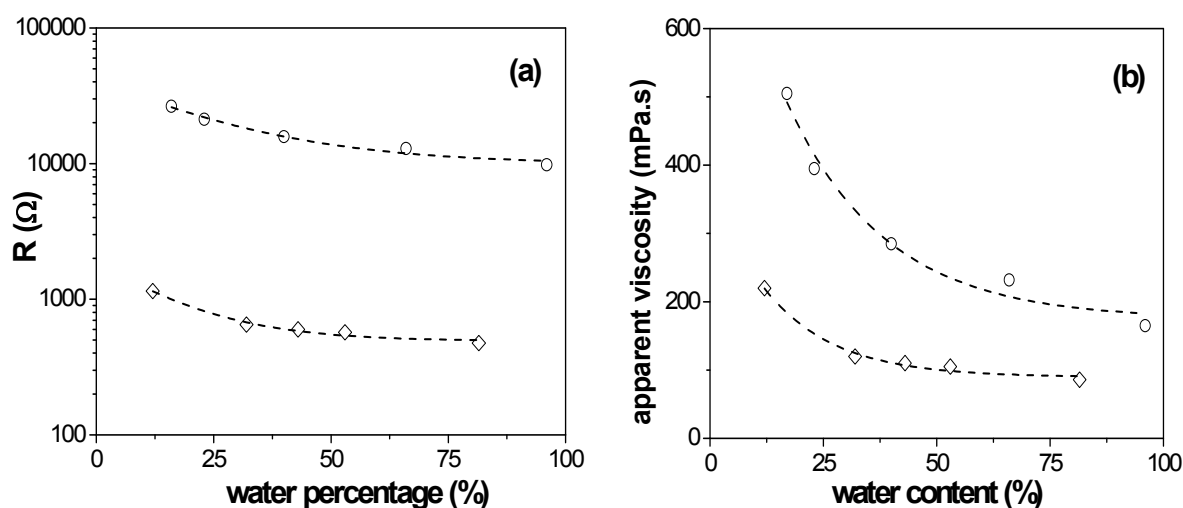 100000
10000
1000
100
R (Ω)
(a)
0 25 50 75 100
water percentage (%)
600
400
200
0
apparent viscosity (mPa.s)
(b)
0 25 50 75 100
water content (%)